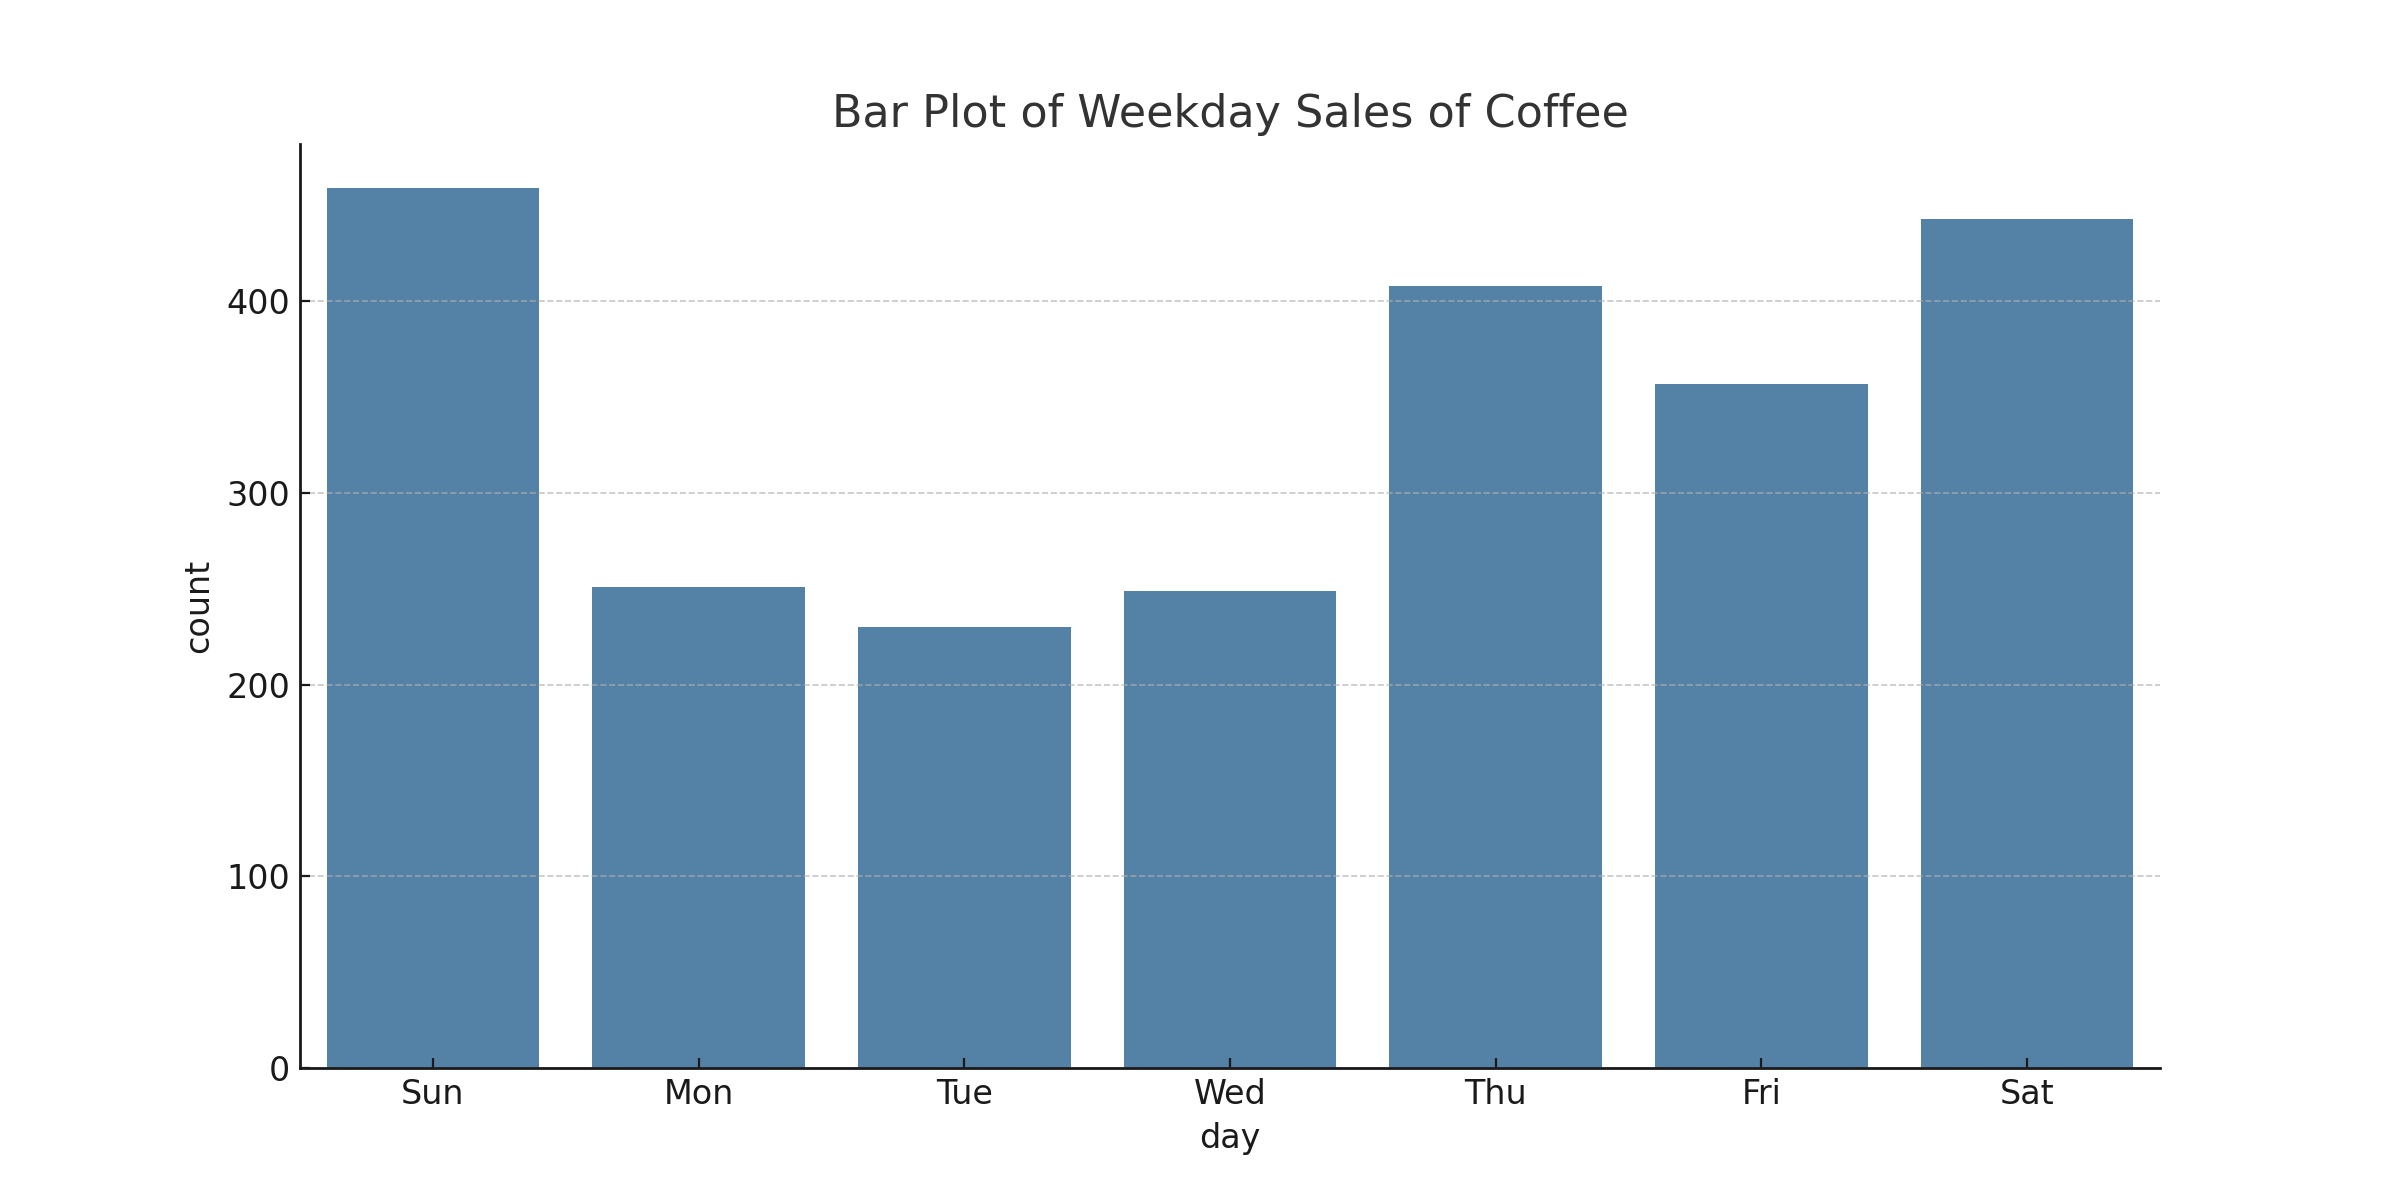 Bar Plot of Weekday Sales of Coffee
count
400
300
200
100
0
Sun Mon Tue Wed Thu Fri Sat
day